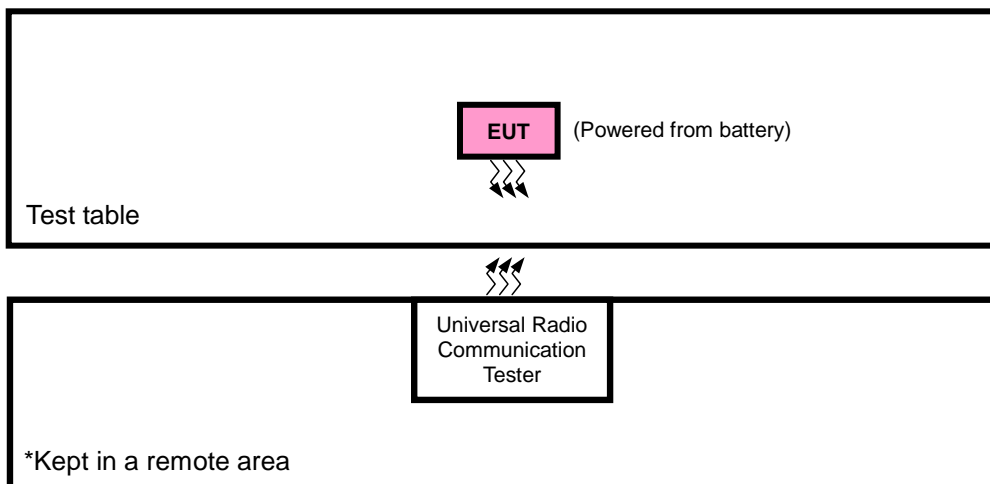 EUT
(Powered from battery)
Test table
Universal Radio
Communication
Tester
*Kept in a remote area